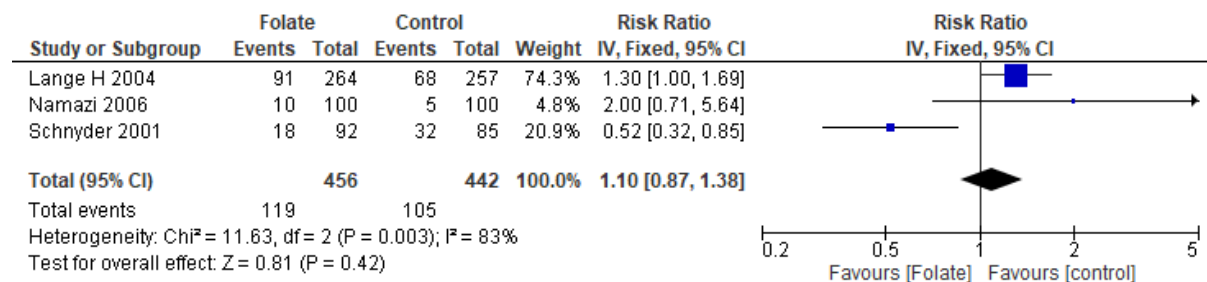 Folate Control Risk Ratio Risk Ratio
Study or Subgroup Events Total Events Total Weight IV, Fixed, 95% CI IV, Fixed, 95% CI
Lange H 2004 91 264 68 257 74.3% 1.30 [1.00, 1.69]
Namazi 2006 10 100 5 100 4.8% 2.00 [0.71, 5.64]
Schnyder 2001 18 92 32 85 20.9% 0.52 [0.32, 0.85]
Total (95% CI) 456 442 100.0% 1.10 [0.87, 1.38]
Total events 119 105
Heterogeneity: Chi² = 11.63, df = 2 (P = 0.003); I² = 83%
Test for overall effect: Z = 0.81 (P = 0.42)
0.2 0.5 1 2 5
Favours [Folate] Favours [control]